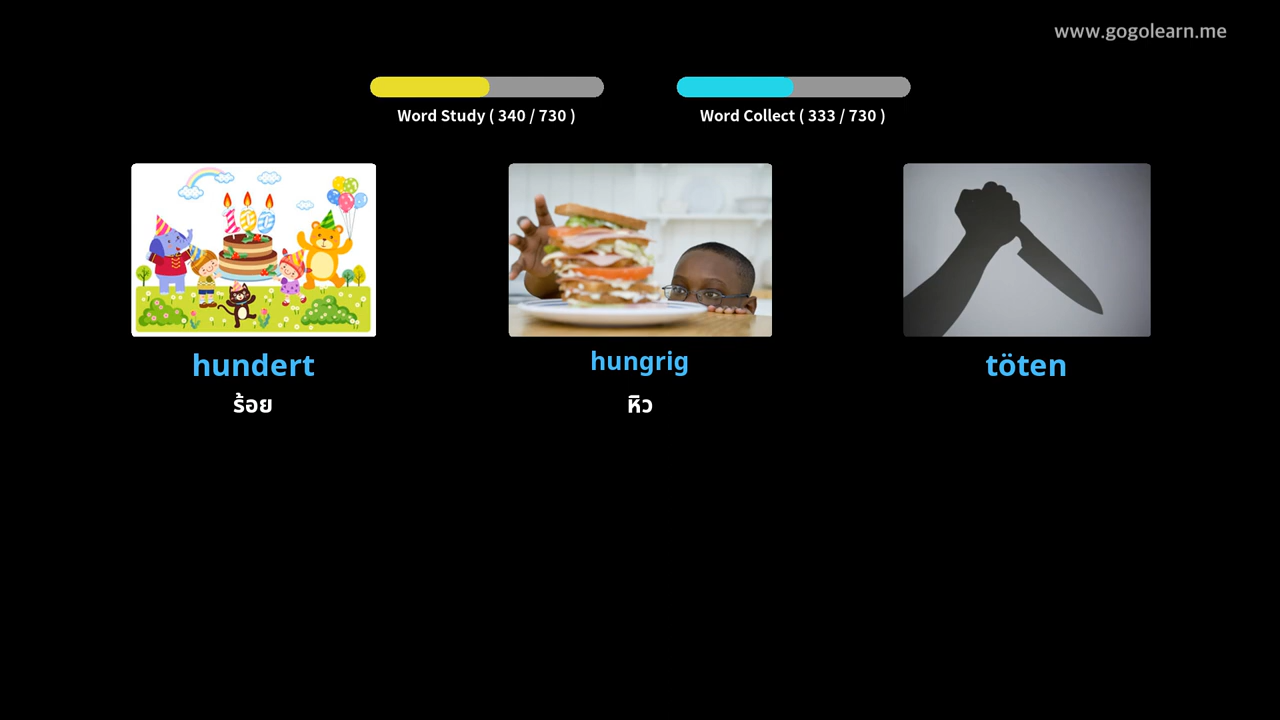 www.gogolearn.me
Word Study ( 340 / 730 )
Word Collect ( 333 / 730 )
100
hundert
hungrig
töten
ร้อย
หิว